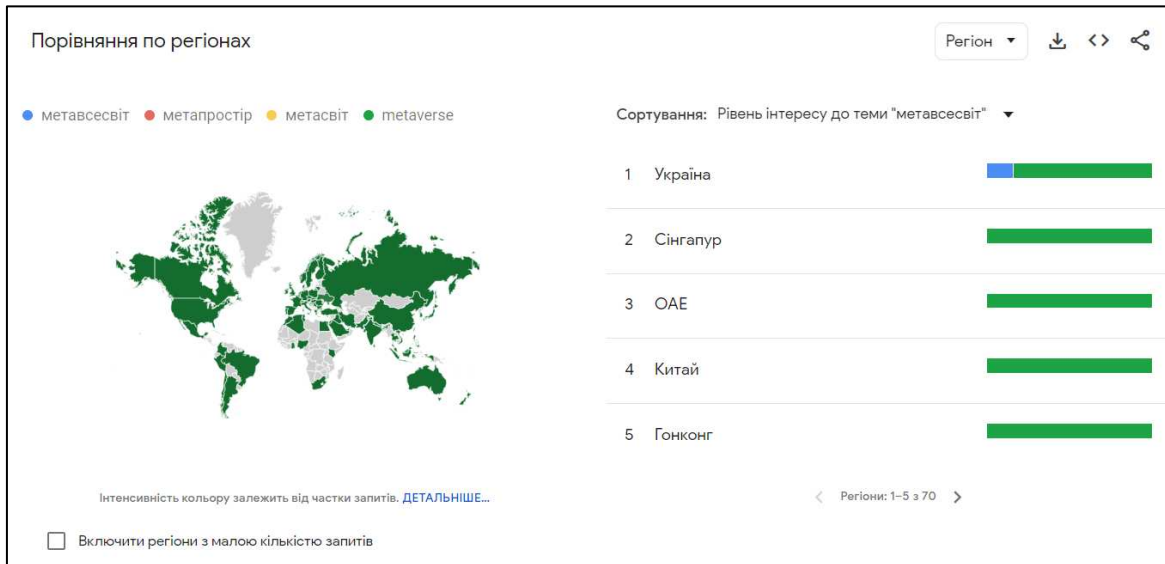 Порівняння по регіонах
Регіон
метавсесвіт метапростір метасвіт metaverse
Сортування: Рівень інтересу до теми "метавсесвіт"
1 Україна
2 Сінгапур
3 ОАЕ
4 Китай
5 Гонконг
Інтенсивність кольору залежить від частки запитів. ДЕТАЛЬНІШЕ...
Регіони: 1–5 з 70
Включити регіони з малою кількістю запитів